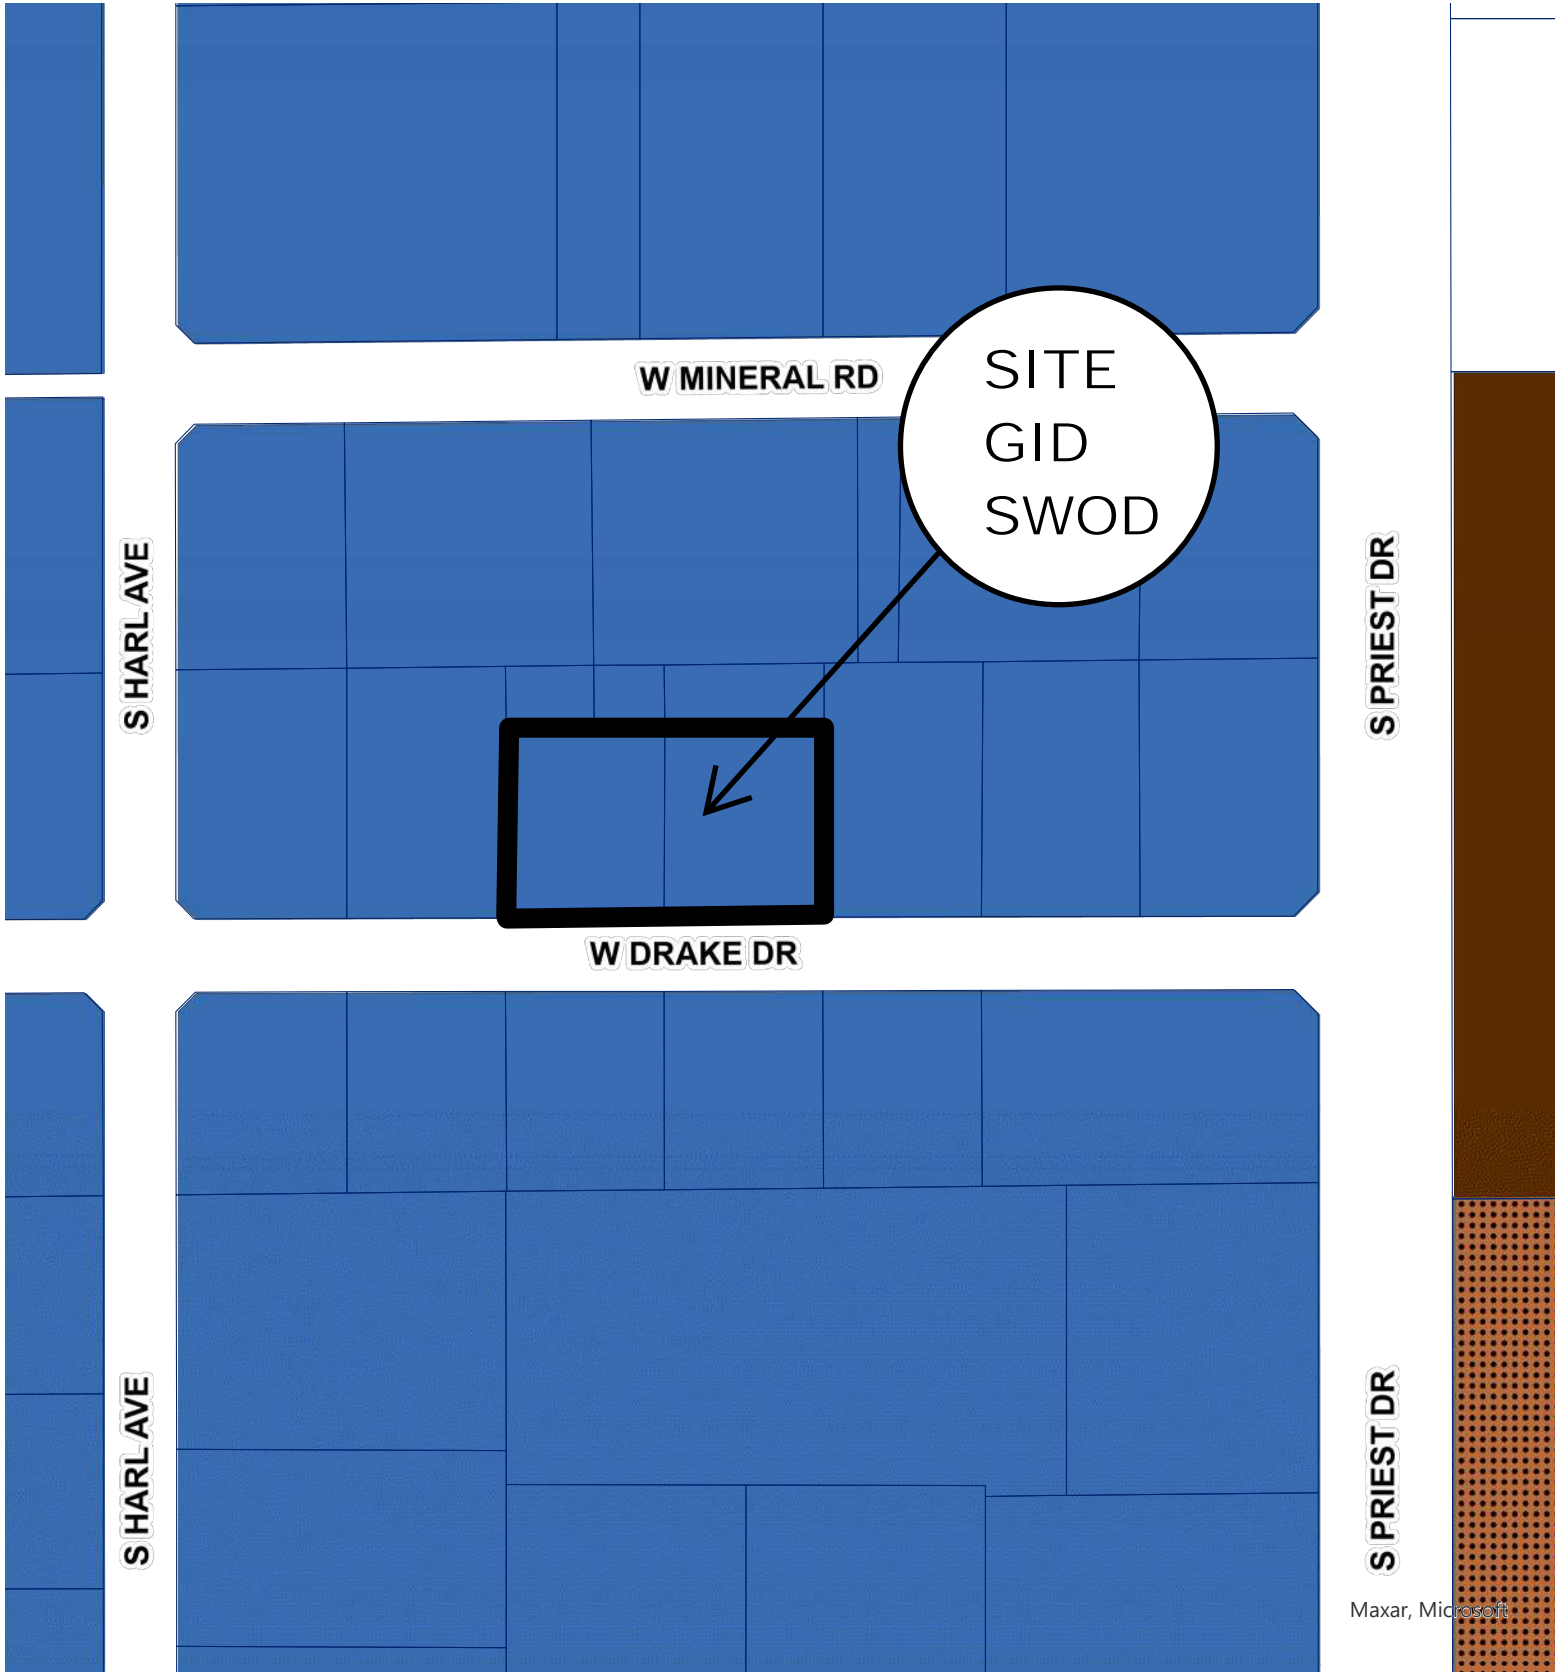 W MINERAL RD
SITE
GID
SWOD
S HARL AVE
S PRIEST DR
W DRAKE DR
S HARL AVE
S PRIEST DR
Maxar, Microsoft